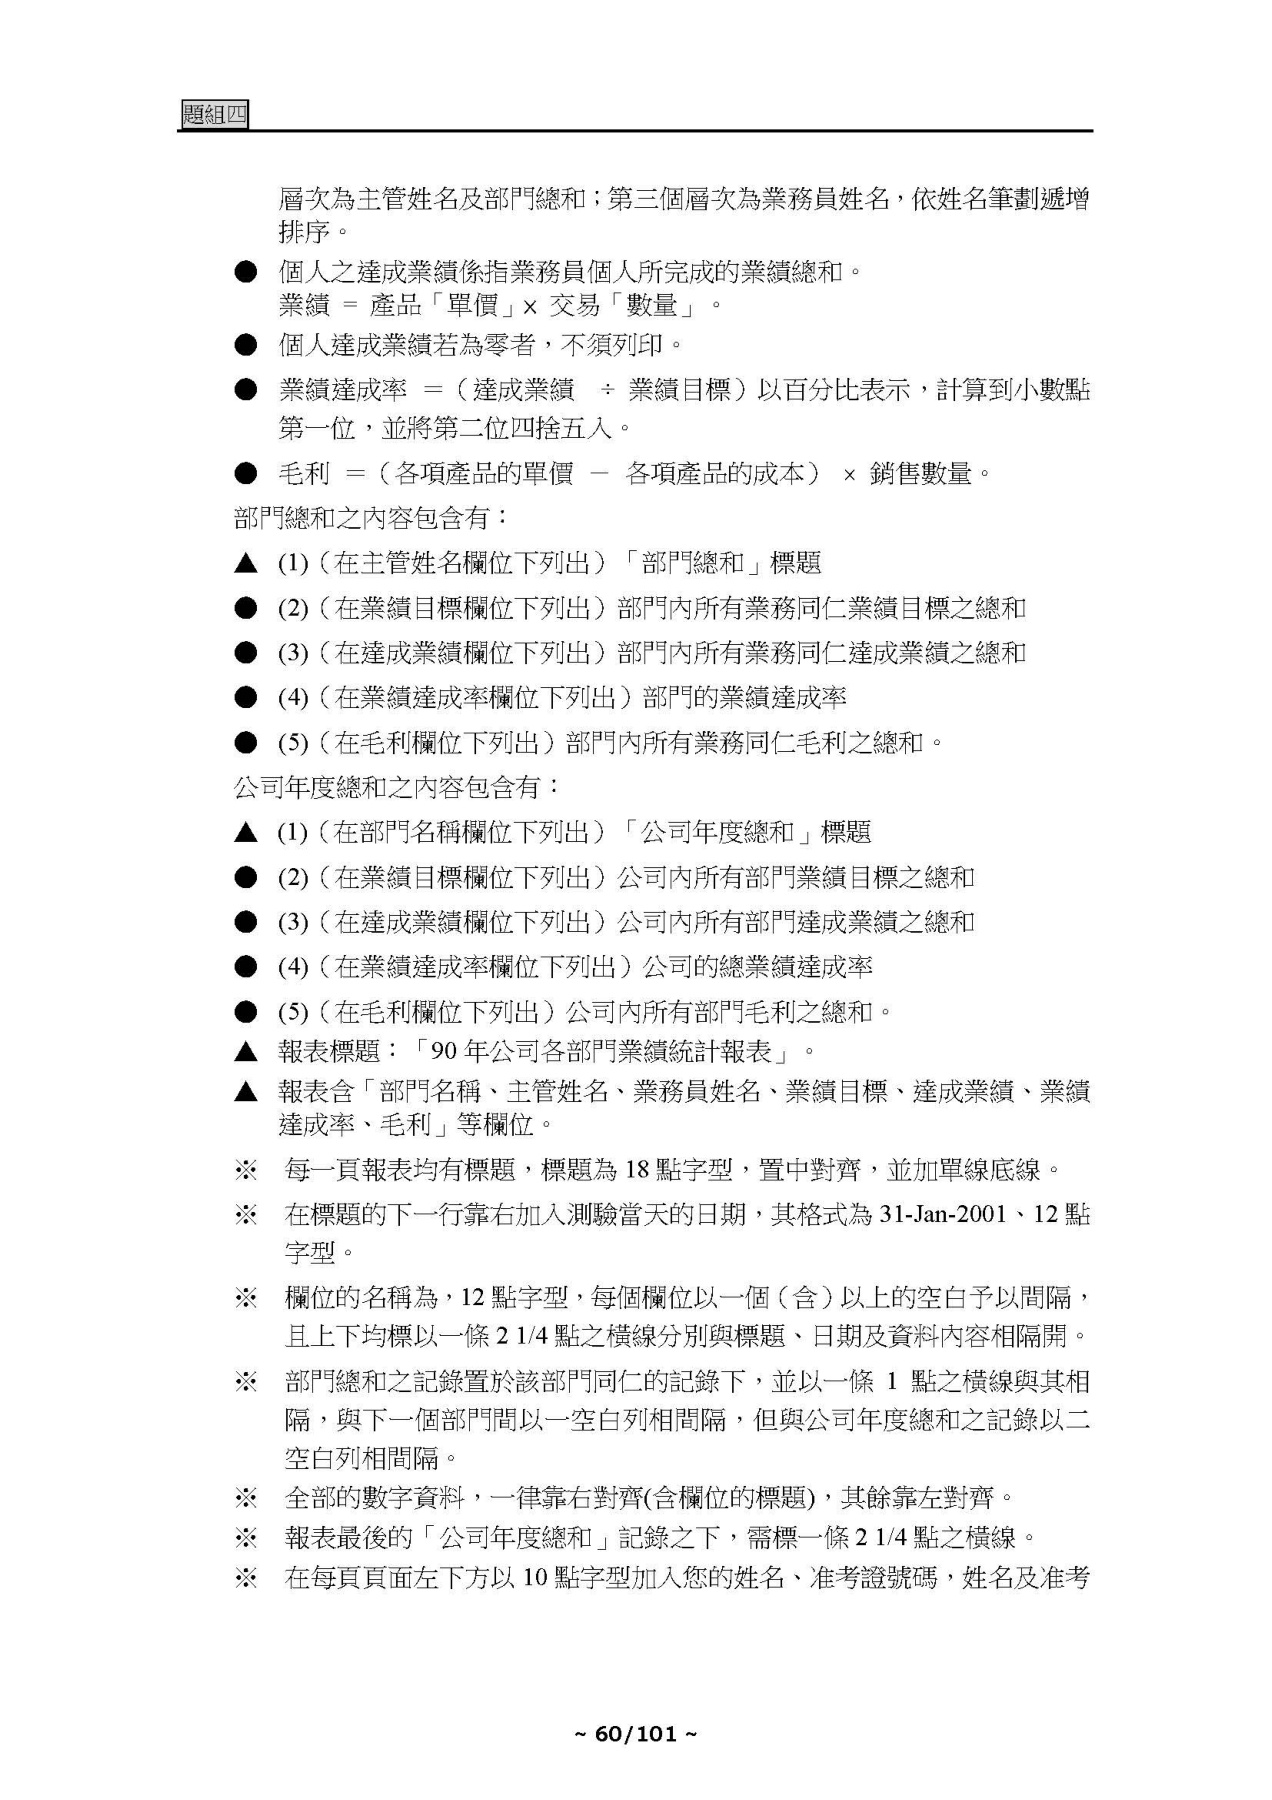 題組四
層次為主管姓名及部門總和；第三個層次為業務員姓名，依姓名筆劃遞增
排序。
● 個人之達成業績係指業務員個人所完成的業績總和。
業績 = 產品「單價」× 交易「數量」。
● 個人達成業績若為零者，不須列印。
● 業績達成率 ＝（達成業績 ÷ 業績目標）以百分比表示，計算到小數點
第一位，並將第二位四捨五入。
● 毛利 ＝（各項產品的單價 － 各項產品的成本） × 銷售數量。
部門總和之內容包含有：
▲ (1)（在主管姓名欄位下列出）「部門總和」標題
● (2)（在業績目標欄位下列出）部門內所有業務同仁業績目標之總和
● (3)（在達成業績欄位下列出）部門內所有業務同仁達成業績之總和
● (4)（在業績達成率欄位下列出）部門的業績達成率
● (5)（在毛利欄位下列出）部門內所有業務同仁毛利之總和。
公司年度總和之內容包含有：
▲ (1)（在部門名稱欄位下列出）「公司年度總和」標題
● (2)（在業績目標欄位下列出）公司內所有部門業績目標之總和
● (3)（在達成業績欄位下列出）公司內所有部門達成業績之總和
● (4)（在業績達成率欄位下列出）公司的總業績達成率
● (5)（在毛利欄位下列出）公司內所有部門毛利之總和。
▲ 報表標題：「90 年公司各部門業績統計報表」。
▲ 報表含「部門名稱、主管姓名、業務員姓名、業績目標、達成業績、業績
達成率、毛利」等欄位。
※ 每一頁報表均有標題，標題為 18 點字型，置中對齊，並加單線底線。
※ 在標題的下一行靠右加入測驗當天的日期，其格式為 31-Jan-2001、12 點
字型。
※ 欄位的名稱為，12 點字型，每個欄位以一個（含）以上的空白予以間隔，
且上下均標以一條 2 1/4 點之橫線分別與標題、日期及資料內容相隔開。
※ 部門總和之記錄置於該部門同仁的記錄下，並以一條 1 點之橫線與其相
隔，與下一個部門間以一空白列相間隔，但與公司年度總和之記錄以二
空白列相間隔。
※ 全部的數字資料，一律靠右對齊(含欄位的標題)，其餘靠左對齊。
※ 報表最後的「公司年度總和」記錄之下，需標一條 2 1/4 點之橫線。
※ 在每頁頁面左下方以 10 點字型加入您的姓名、准考證號碼，姓名及准考
~ 60/101 ~